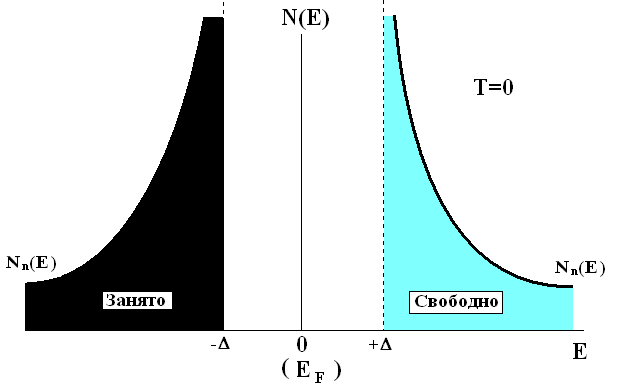 N(E)
T=0
Nn(E)
Nn(E)
Занято
Свободно
-Δ
0
+Δ
E
( EF )